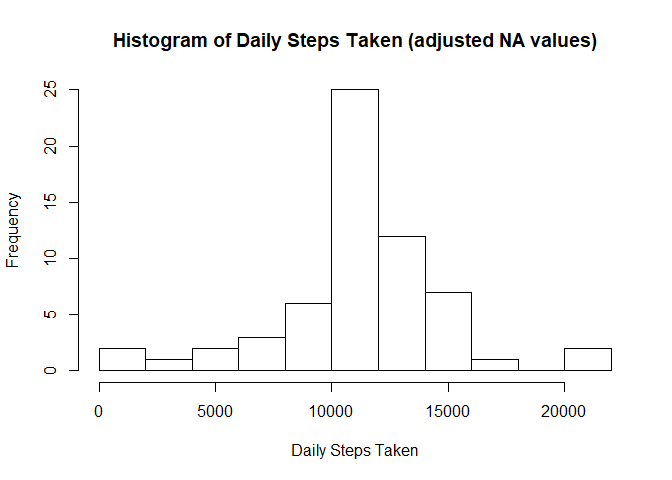 Histogram of Daily Steps Taken (adjusted NA values)
Frequency
25
20
15
10
5
0
0 5000 10000 15000 20000
Daily Steps Taken